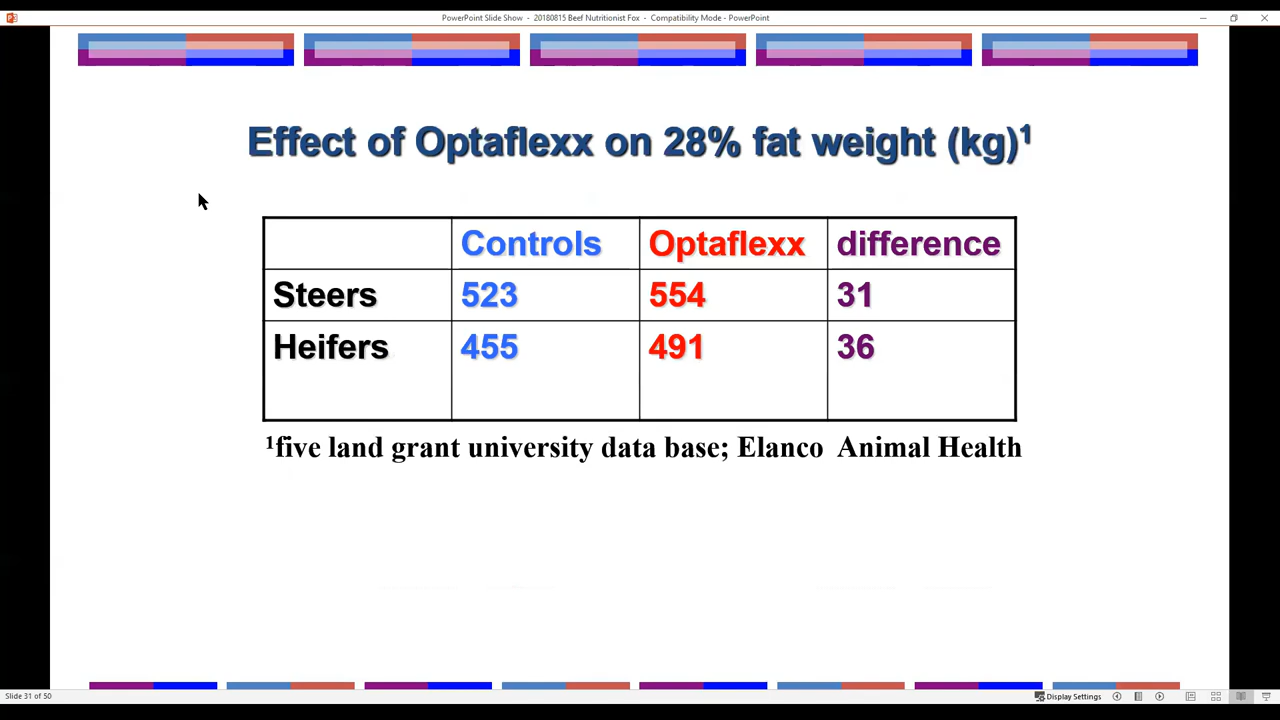 PowerPoint Slide Show - 20180815 Beef Nutritionist Fox - Compatibility Mode - PowerPoint
Effect of Optaflexx on 28% fat weight (kg)¹
Controls Optaflexx difference
Steers 523 554 31
Heifers 455 491 36
¹five land grant university data base; Elanco Animal Health
Slide 31 of 50 Display Settings